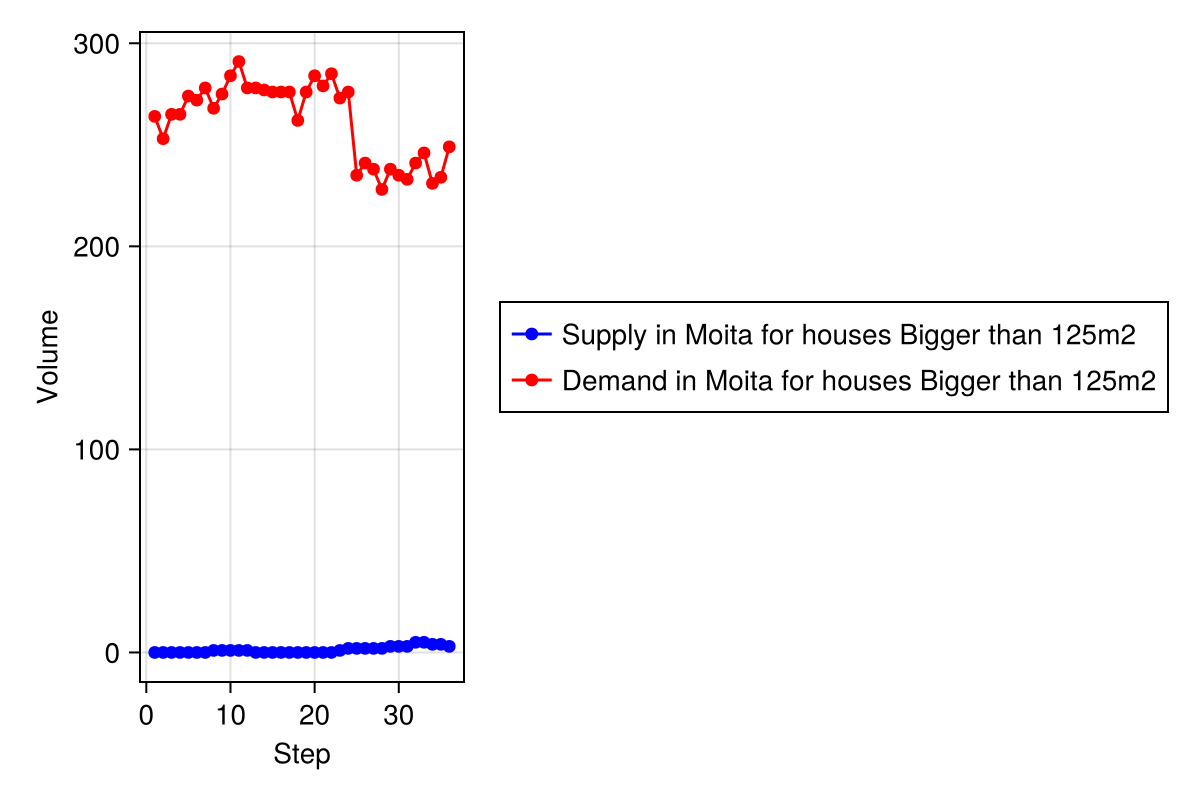 300
200
100
0
Volume
0 10 20 30
Step
Supply in Moita for houses Bigger than 125m2
Demand in Moita for houses Bigger than 125m2